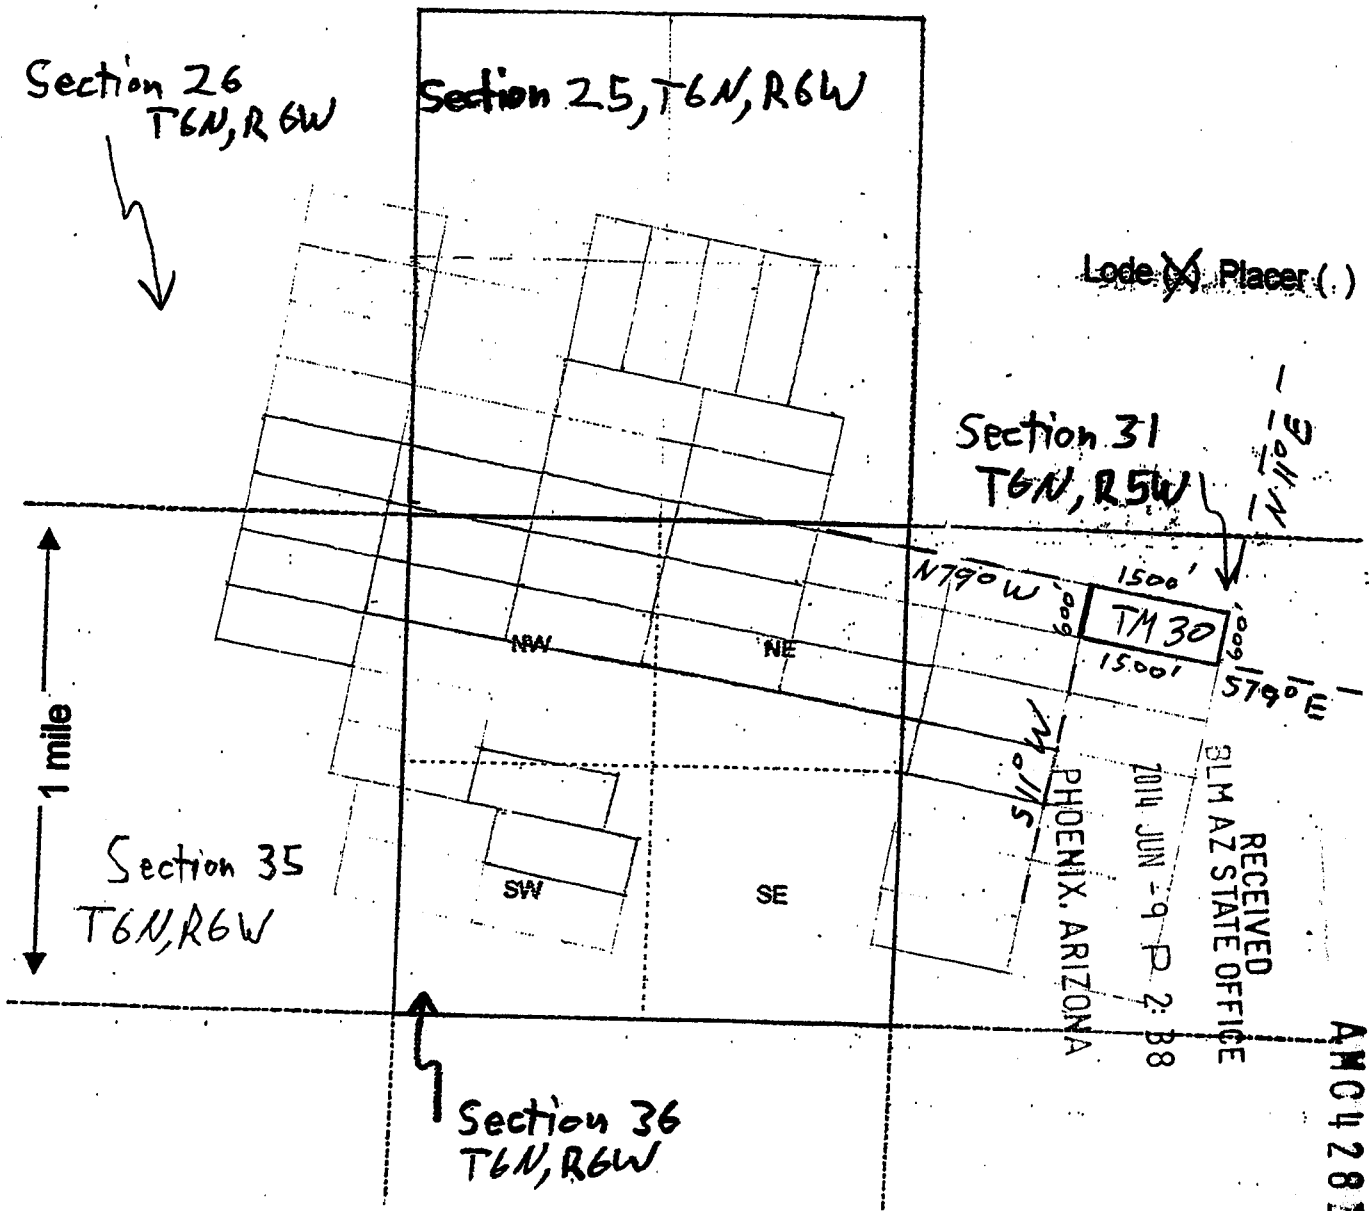 Section 26
T6N, R6W
Section 25, T6N, R6W
Lode (X) Placer ( )
Section 31
T6N, R5W
N11°E
N79°W
1500'
600'
TM 30
600'
1500'
S79°E
S11°W
NW
NE
1 mile
Section 35
T6N, R6W
SW
SE
RECEIVED
BLM AZ STATE OFFICE
2014 JUN -9 P 2: 38
PHOENIX, ARIZONA
Section 36
T6N, R6W